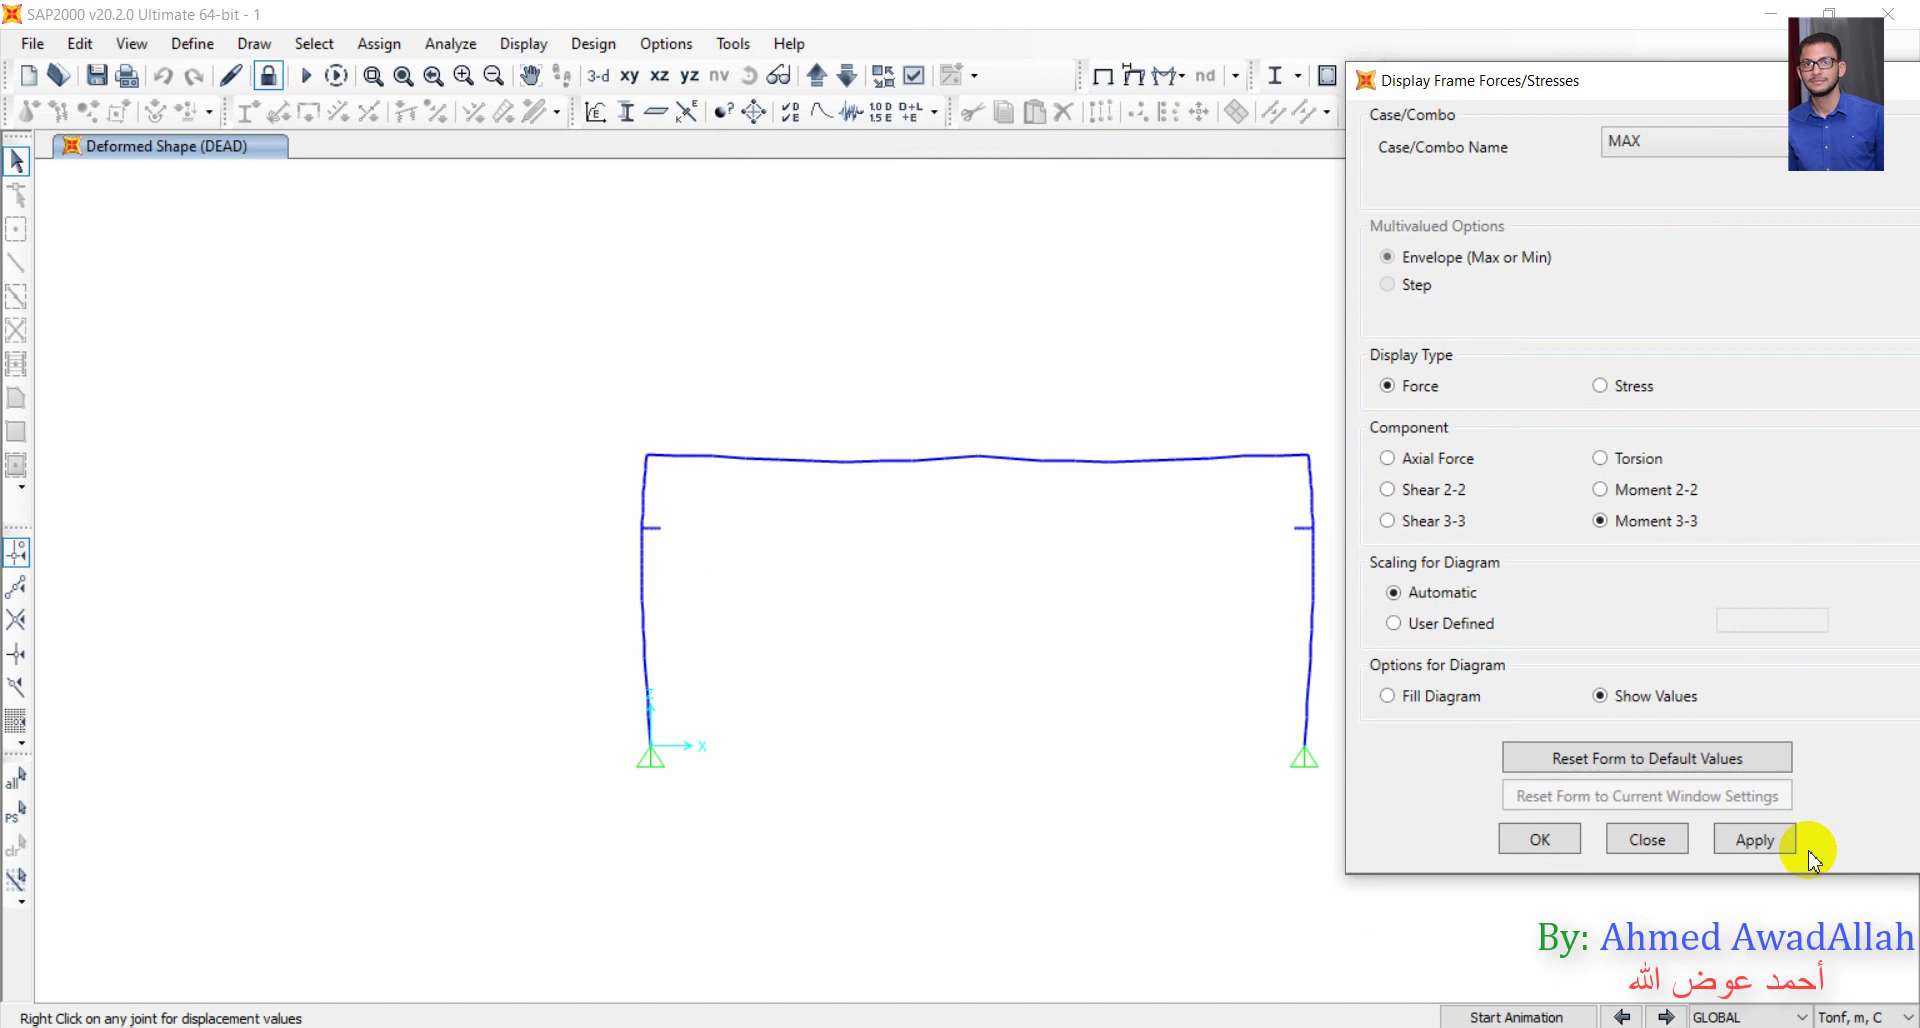 SAP2000 v20.2.0 Ultimate 64-bit - 1
File Edit View Define Draw Select Assign Analyze Display Design Options Tools Help
3-d xy xz yz nv nd
Deformed Shape (DEAD)
Display Frame Forces/Stresses
Case/Combo
Case/Combo Name MAX
Multivalued Options
Envelope (Max or Min)
Step
Display Type
Force Stress
Component
Axial Force Torsion
Shear 2-2 Moment 2-2
Shear 3-3 Moment 3-3
Scaling for Diagram
Automatic
User Defined
Options for Diagram
Fill Diagram Show Values
Reset Form to Default Values
Reset Form to Current Window Settings
OK Close Apply
Z
X
all
PS
clr
By: Ahmed AwadAllah
أحمد عوض الله
Right Click on any joint for displacement values
Start Animation GLOBAL Tonf, m, C